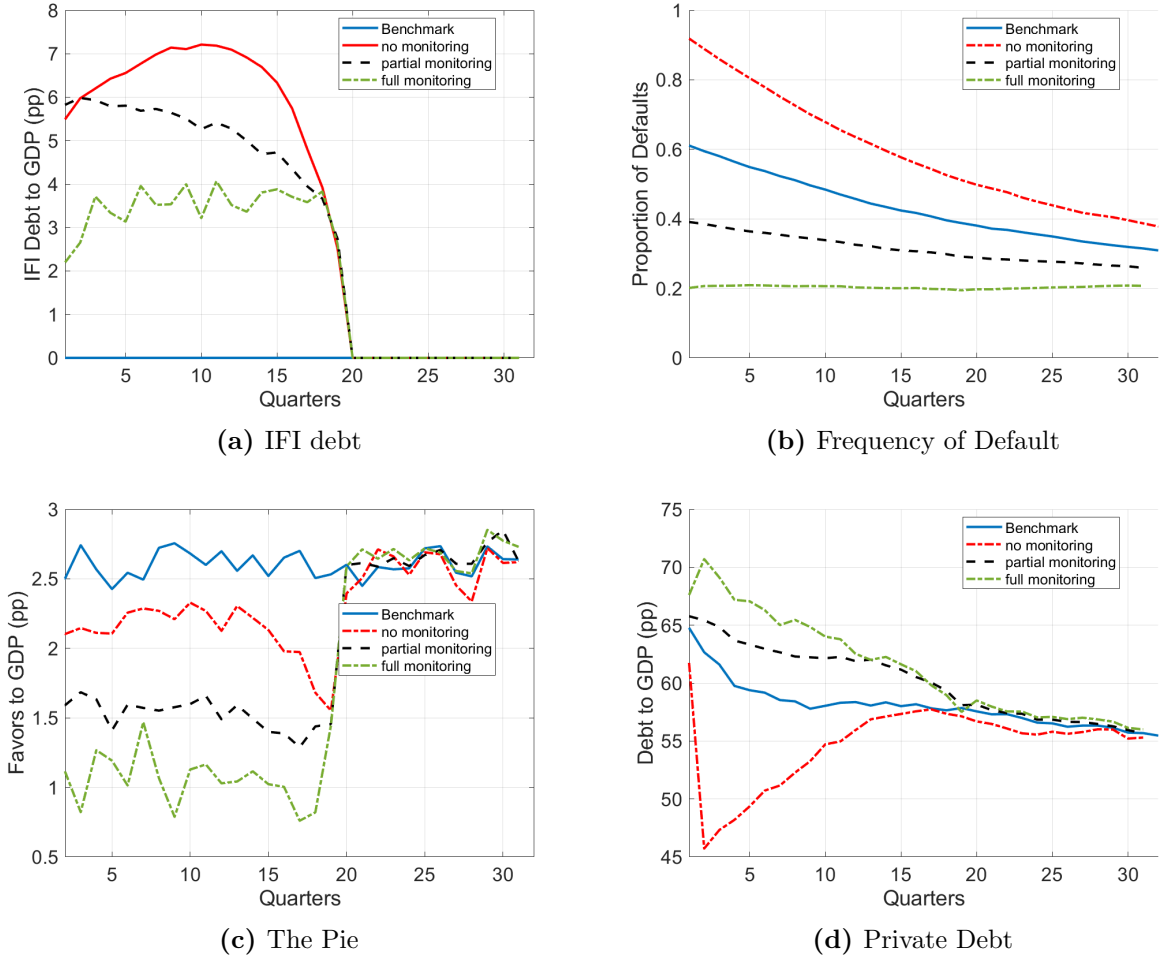 IFI Debt to GDP (pp)
8
7
6
5
4
3
2
1
0
5 10 15 20 25 30
Quarters
Benchmark
no monitoring
partial monitoring
full monitoring
(a) IFI debt
Proportion of Defaults
1
0.8
0.6
0.4
0.2
0
5 10 15 20 25 30
Quarters
Benchmark
no monitoring
partial monitoring
full monitoring
(b) Frequency of Default
Favors to GDP (pp)
3
2.5
2
1.5
1
0.5
5 10 15 20 25 30
Quarters
Benchmark
no monitoring
partial monitoring
full monitoring
(c) The Pie
Debt to GDP (pp)
75
70
65
60
55
50
45
5 10 15 20 25 30
Quarters
Benchmark
no monitoring
partial monitoring
full monitoring
(d) Private Debt